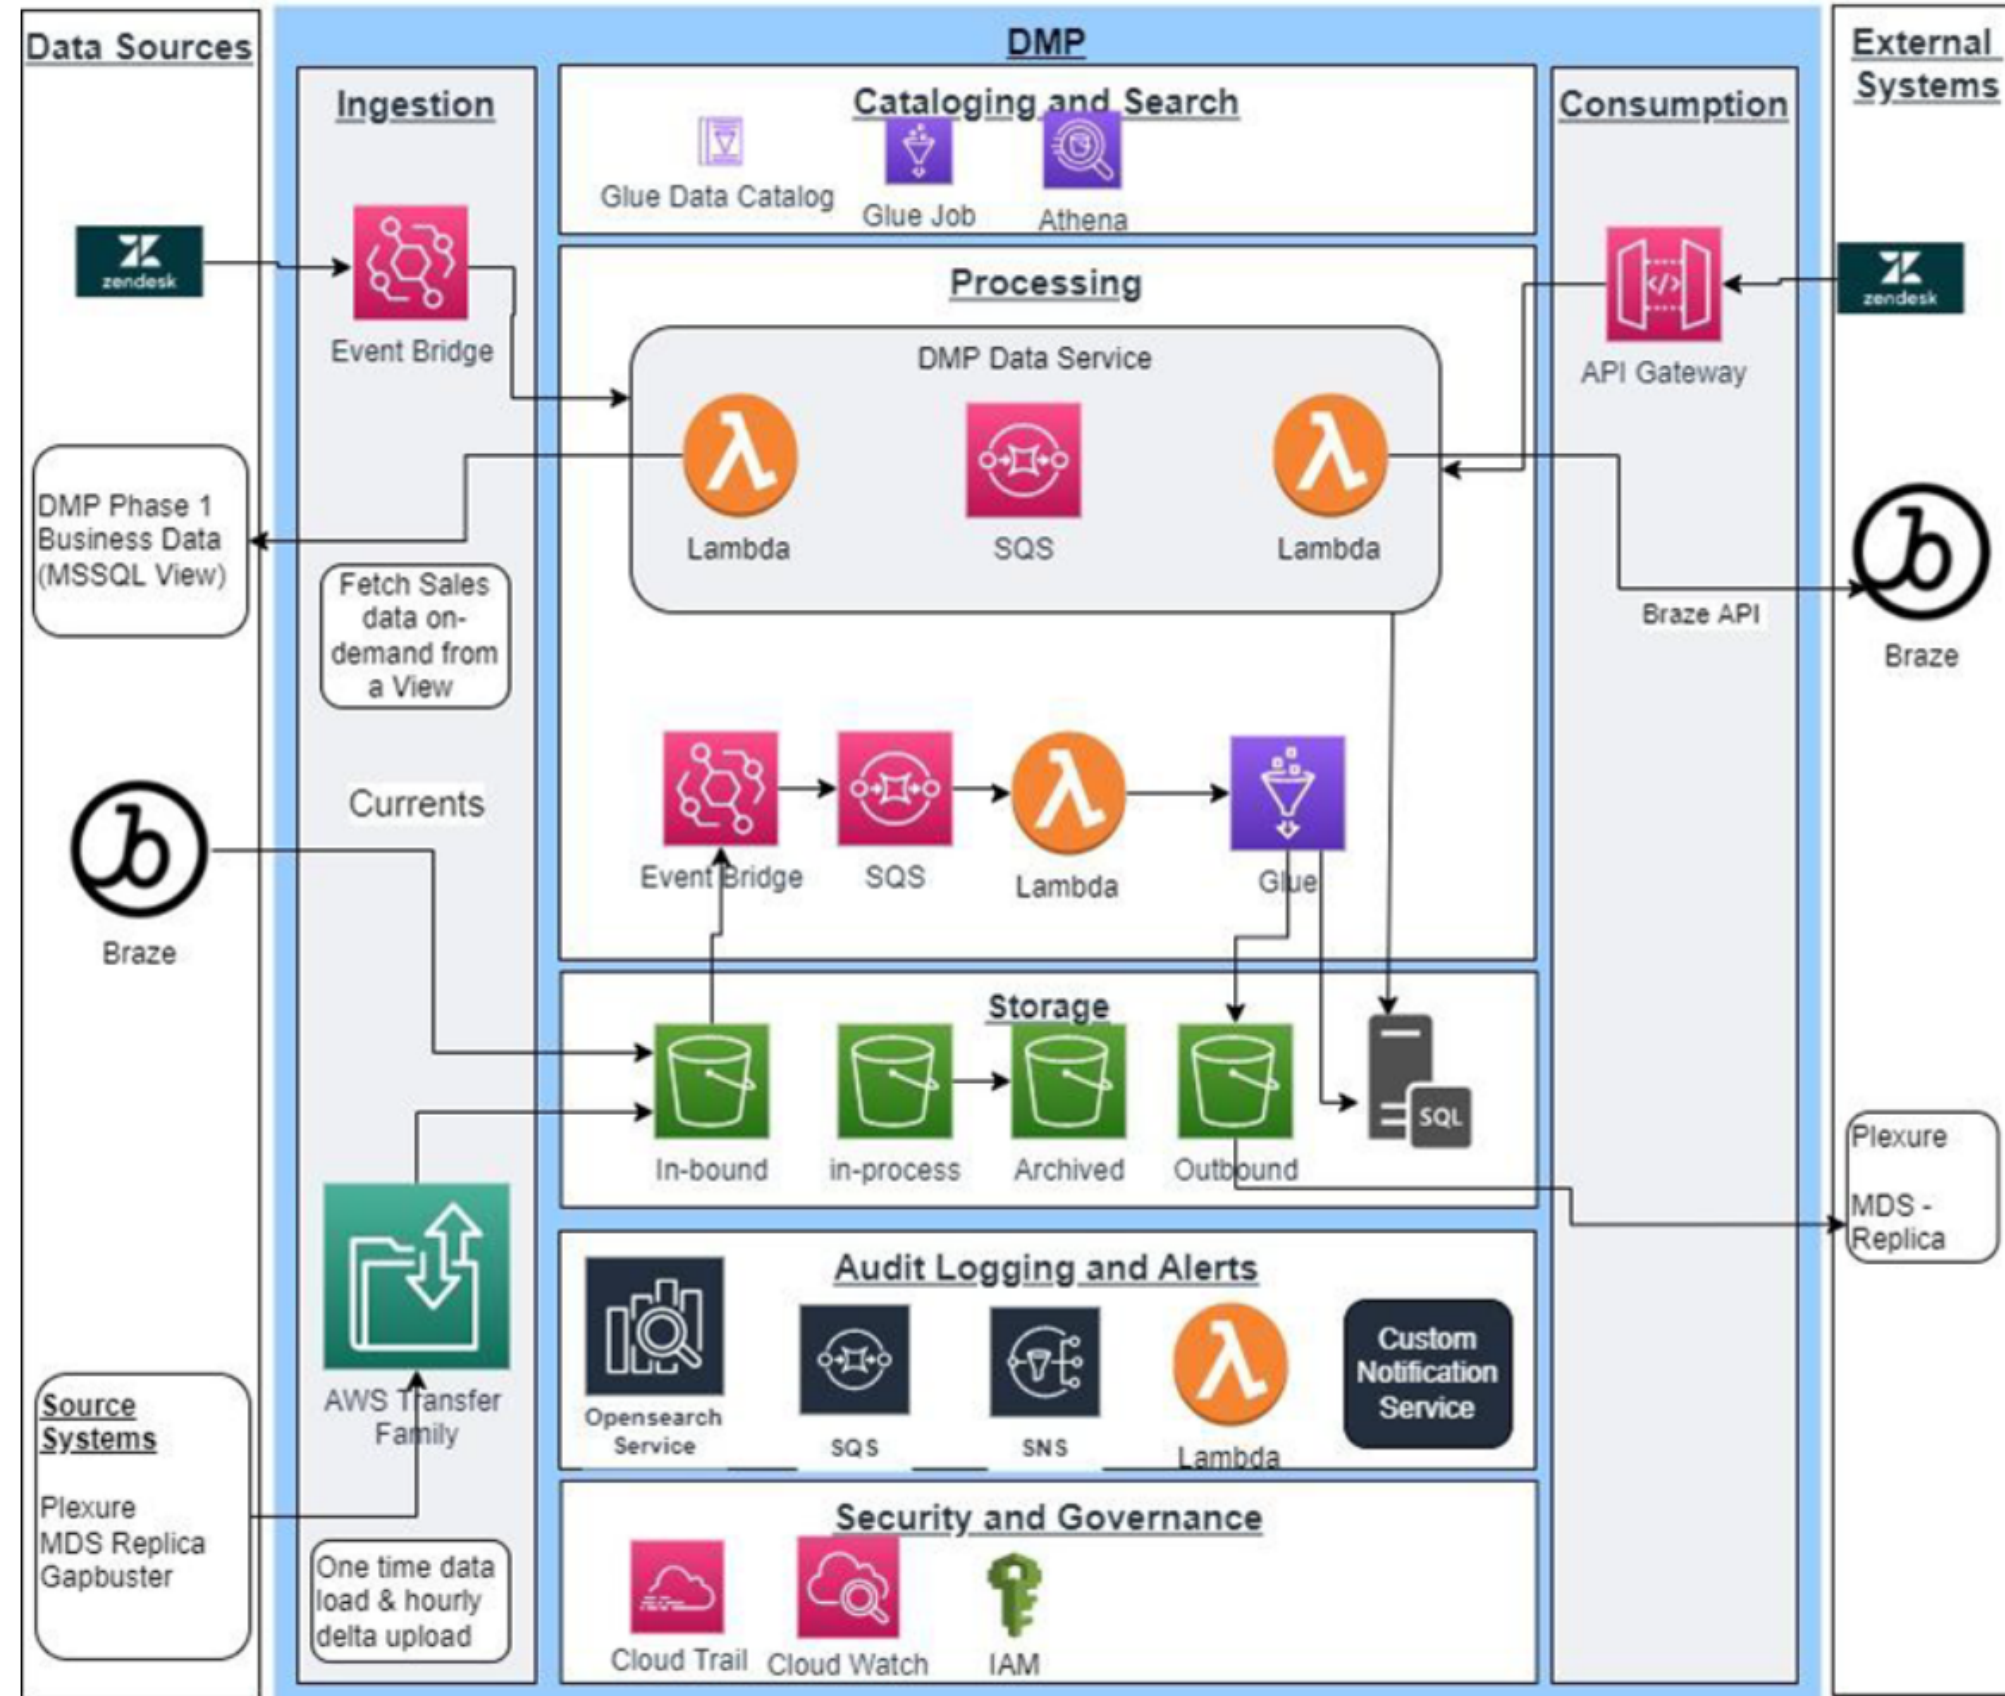 Data Sources
DMP
External
Systems
Ingestion
Cataloging and Search
Consumption
Glue Data Catalog
Glue Job
Athena
zendesk
Event Bridge
Processing
DMP Data Service
Lambda
SQS
Lambda
</>
API Gateway
zendesk
DMP Phase 1
Business Data
(MSSQL View)
Fetch Sales
data on-
demand from
a View
Braze API
Braze
Currents
Braze
Event Bridge
SQS
Lambda
Glue
Storage
In-bound
in-process
Archived
Outbound
SQL
Plexure
MDS -
Replica
AWS Transfer
Family
Audit Logging and Alerts
Opensearch
Service
SQS
SNS
Lambda
Custom
Notification
Service
Source
Systems
Plexure
MDS Replica
Gapbuster
One time data
load & hourly
delta upload
Security and Governance
Cloud Trail
Cloud Watch
IAM